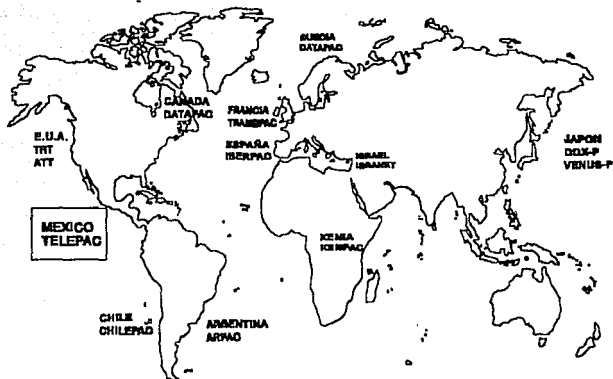 SUECIA
DATAPAC
CANADA
DATAPAC
FRANCIA
TRANSPAC
E.U.A.
TRT
ATT
ESPAÑA
IBERPAC
ISRAEL
ISRANET
JAPON
DDX-P
VENUS-P
MEXICO
TELEPAC
KENIA
KENPAC
CHILE
CHILEPAC
ARGENTINA
ARPAC